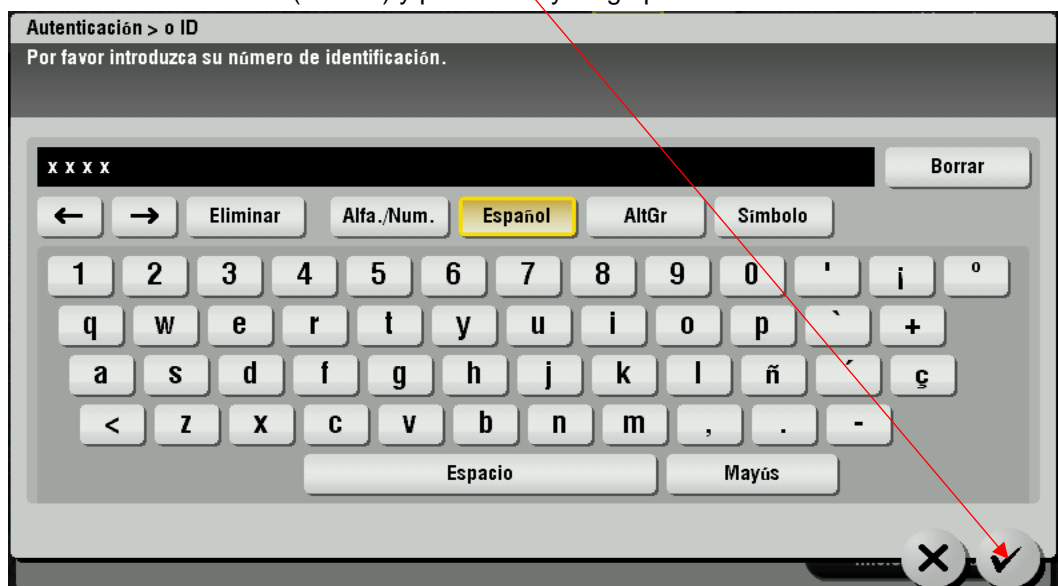 Autenticación > o ID
Por favor introduzca su número de identificación.
x x x x
Borrar
← → Eliminar Alfa./Num. Español AltGr Símbolo
1 2 3 4 5 6 7 8 9 0 ' ¡ º
q w e r t y u i o p ` +
a s d f g h j k l ñ ´ ç
< z x c v b n m , . -
Espacio Mayús